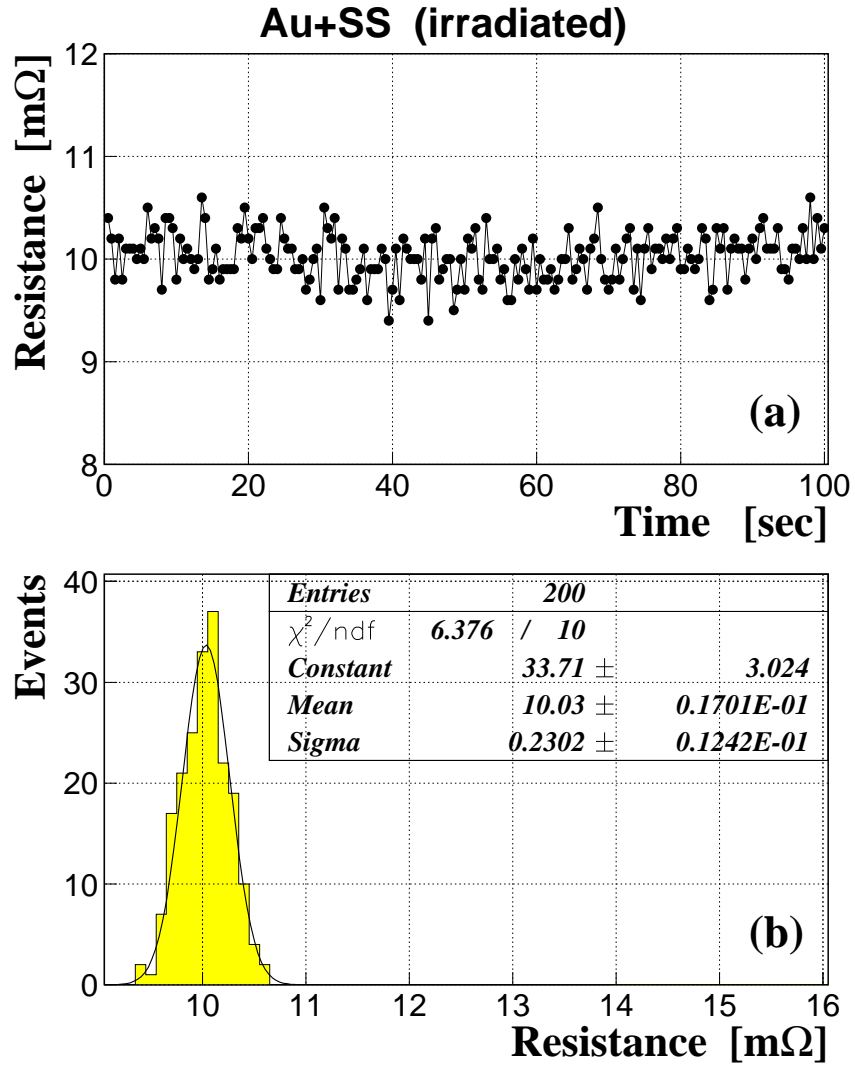 Au+SS (irradiated)
Resistance [mΩ]
12
11
10
9
8
(a)
0 20 40 60 80 100
Time [sec]
Events
40
30
20
10
0
Entries 200
χ²/ndf 6.376 / 10
Constant 33.71 ± 3.024
Mean 10.03 ± 0.1701E-01
Sigma 0.2302 ± 0.1242E-01
(b)
10 11 12 13 14 15 16
Resistance [mΩ]